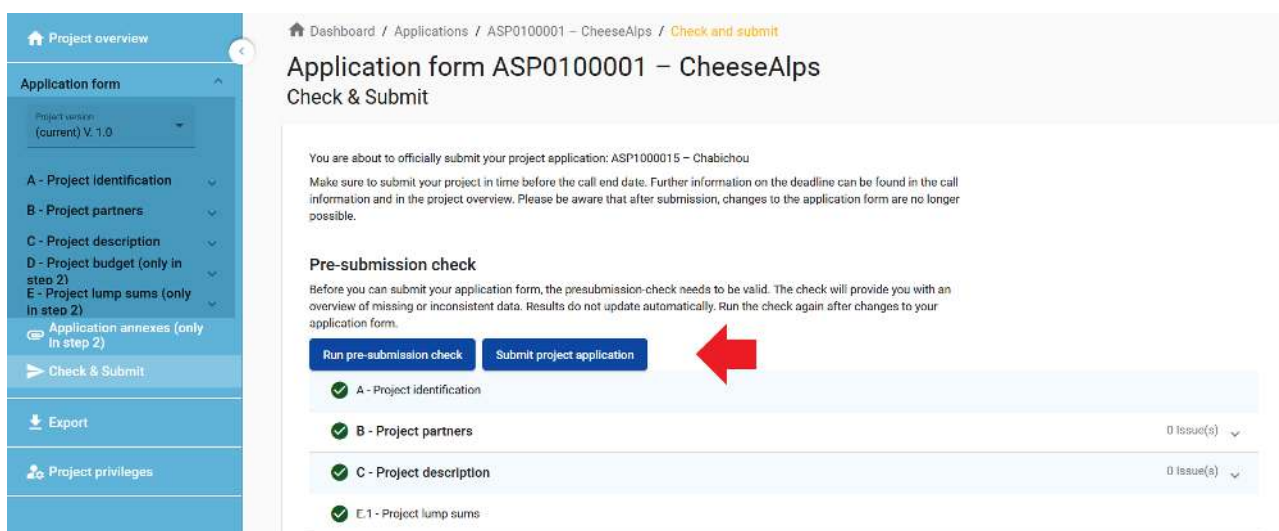 Project overview
Application form
Project version
(current) V. 1.0
A - Project identification
B - Project partners
C - Project description
D - Project budget (only in
step 2)
E - Project lump sums (only
in step 2)
Application annexes (only
in step 2)
Check & Submit
Export
Project privileges
Dashboard / Applications / ASP0100001 – CheeseAlps / Check and submit
Application form ASP0100001 – CheeseAlps
Check & Submit
You are about to officially submit your project application: ASP1000015 – Chabichou
Make sure to submit your project in time before the call end date. Further information on the deadline can be found in the call
information and in the project overview. Please be aware that after submission, changes to the application form are no longer
possible.
Pre-submission check
Before you can submit your application form, the presubmission-check needs to be valid. The check will provide you with an
overview of missing or inconsistent data. Results do not update automatically. Run the check again after changes to your
application form.
Run pre-submission check Submit project application
A - Project identification
B - Project partners 0 Issue(s)
C - Project description 0 Issue(s)
E.1 - Project lump sums